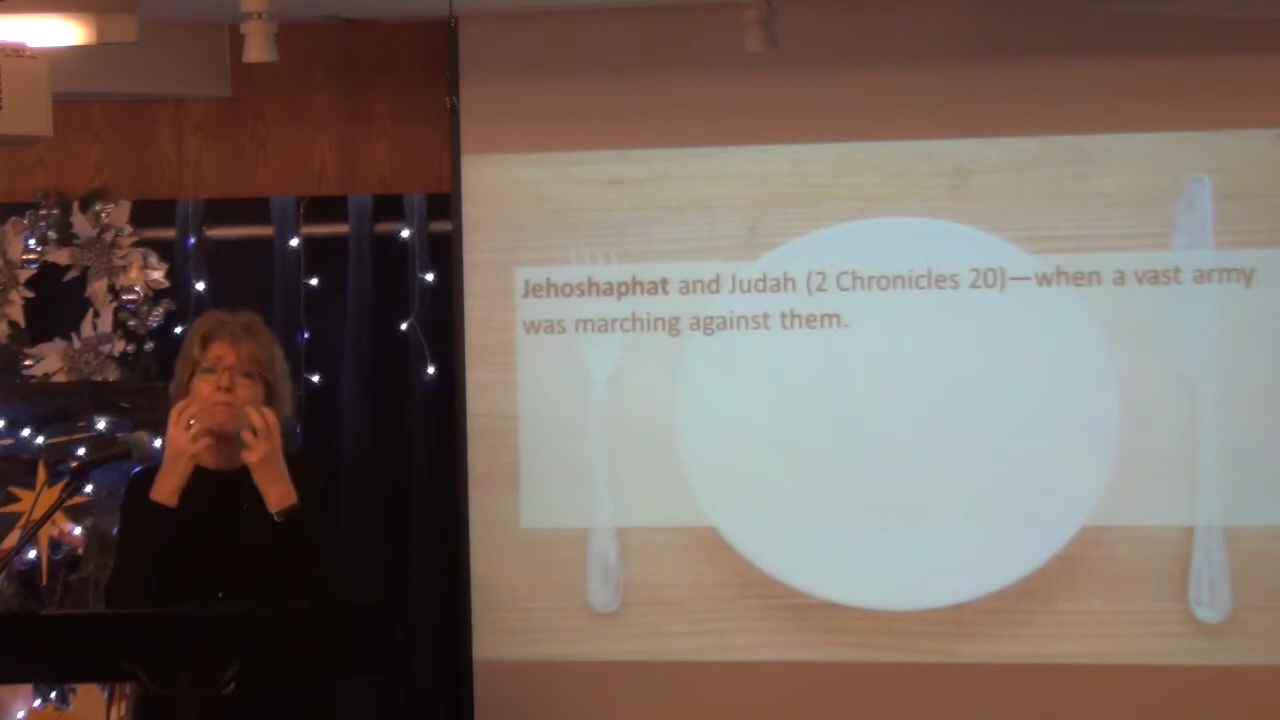 Jehoshaphat and Judah (2 Chronicles 20)—when a vast army
was marching against them.